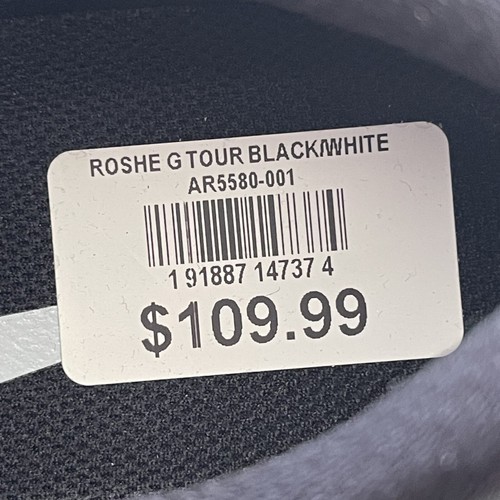 ROSHE G TOUR BLACK/WHITE
AR5580-001
1 91887 14737 4
$109.99